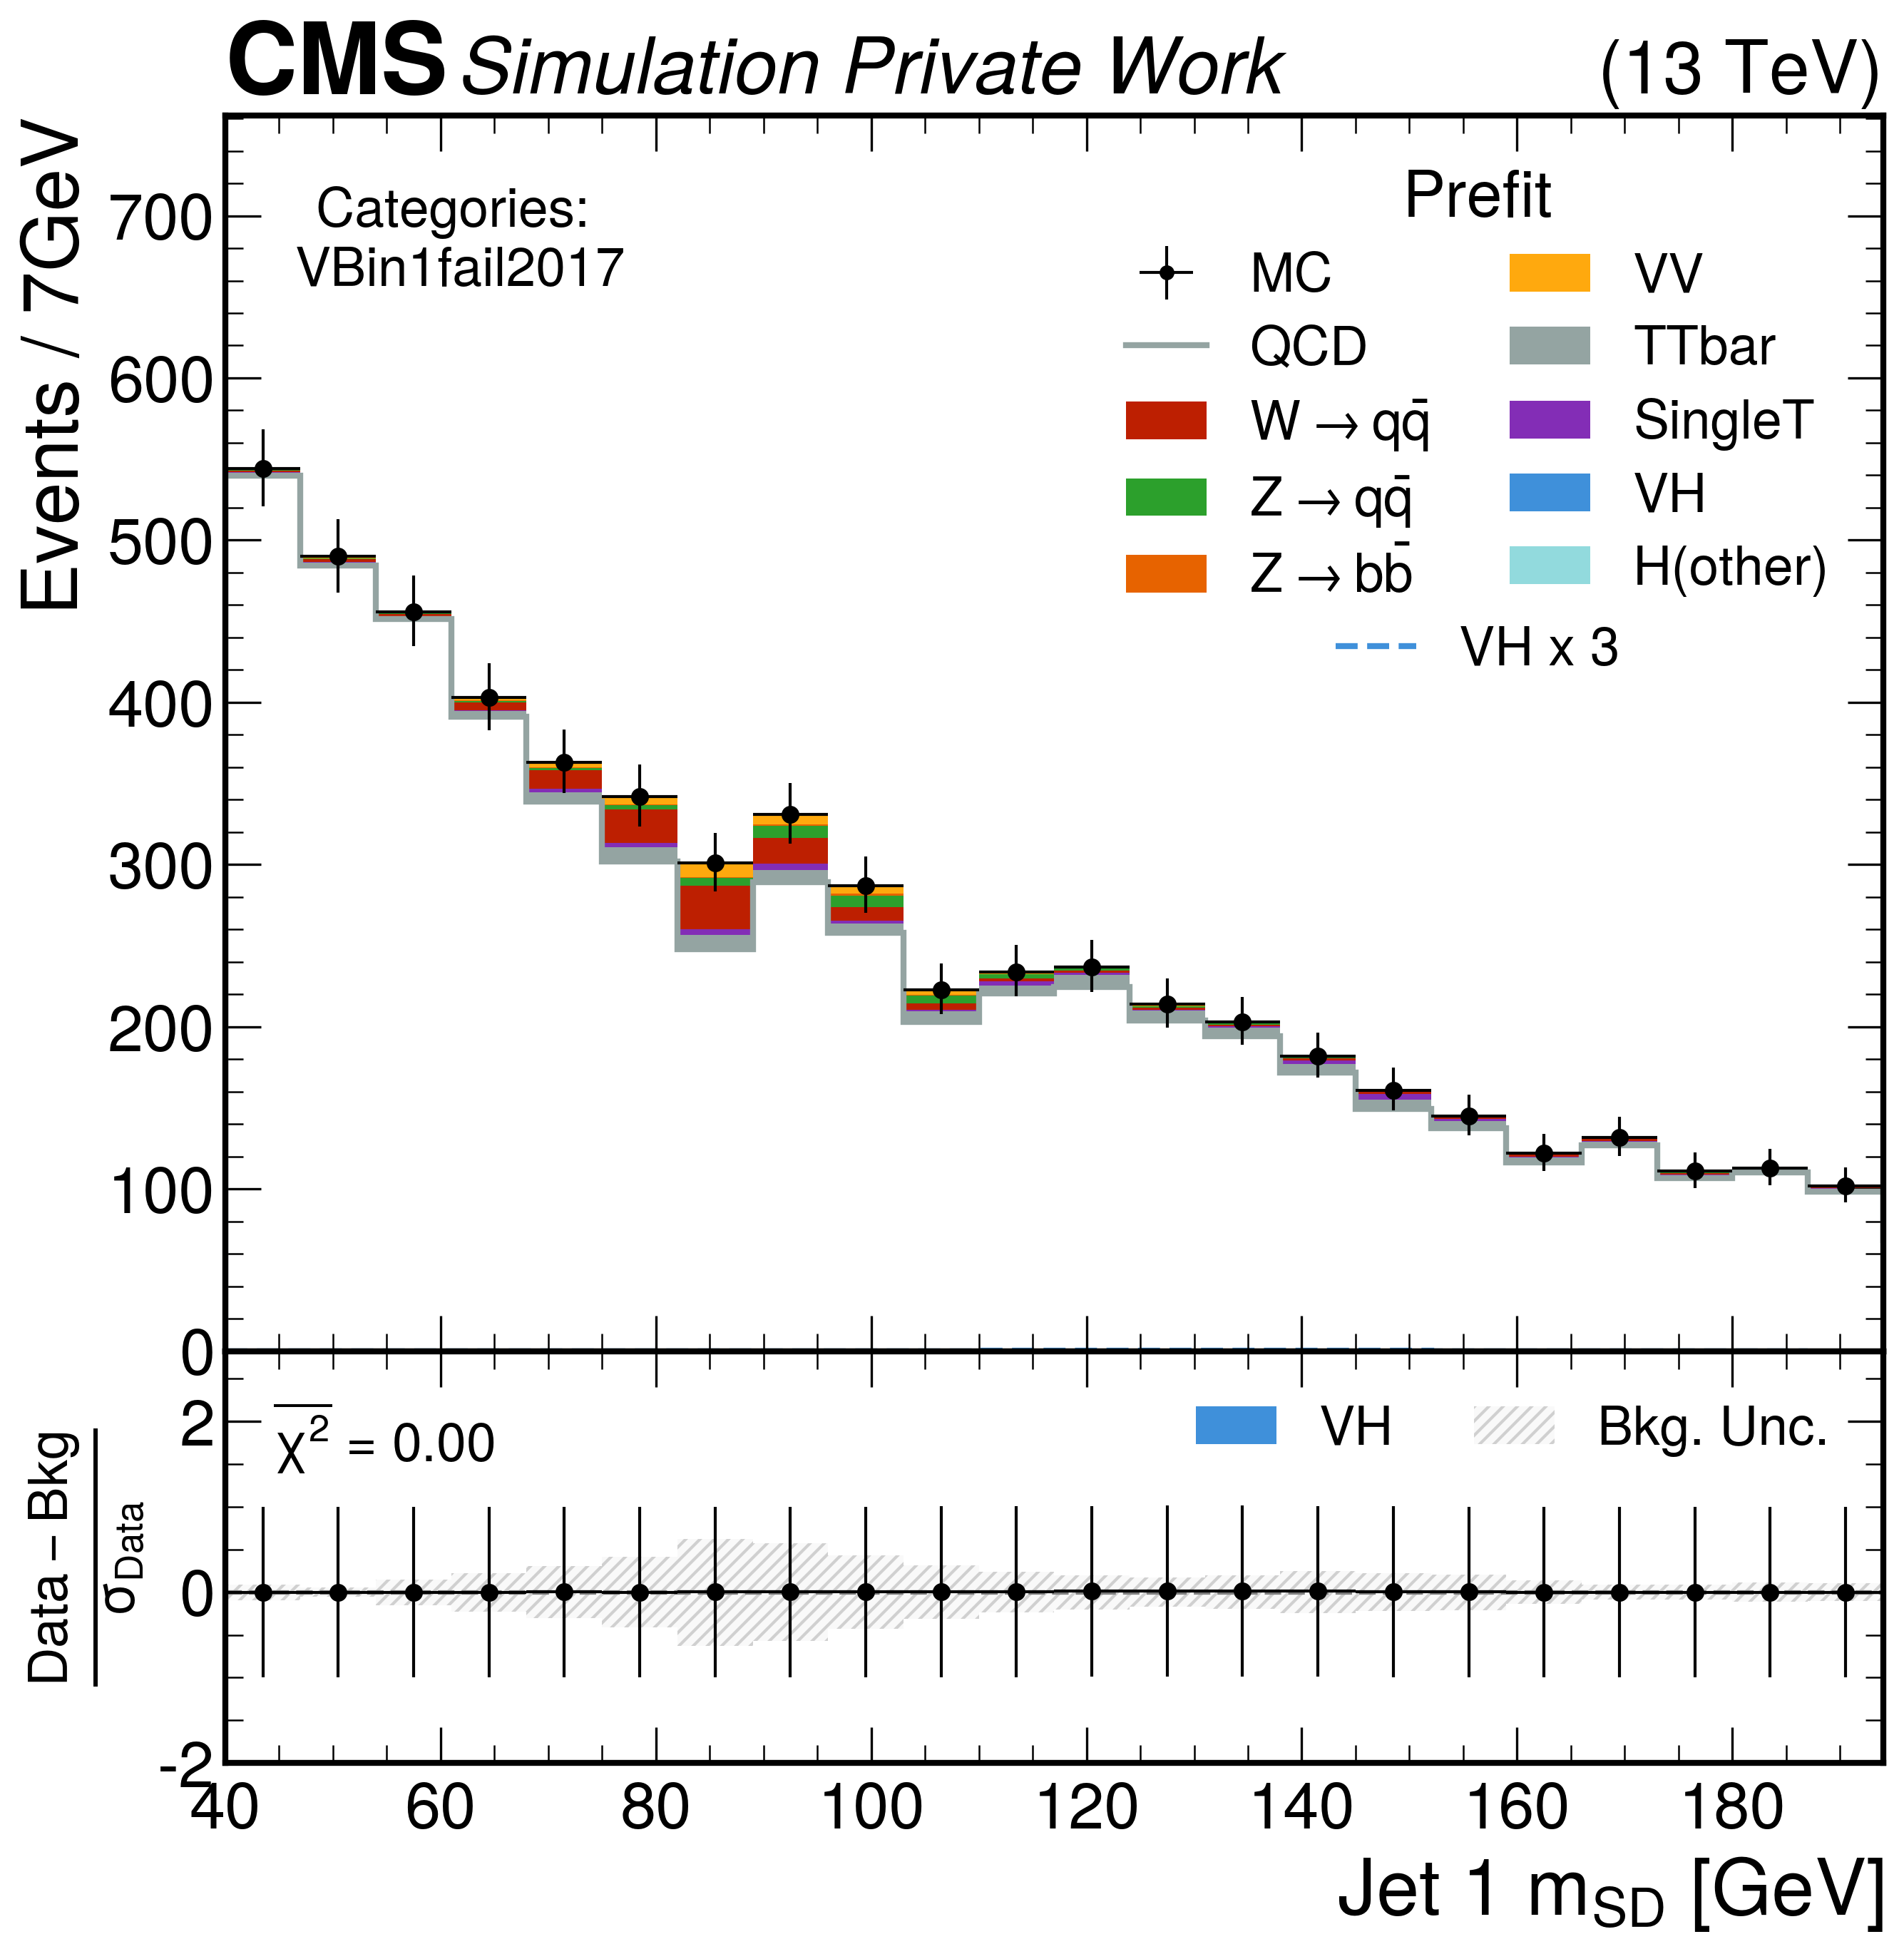 CMS Simulation Private Work (13 TeV)
Events / 7GeV
700
600
500
400
300
200
100
0
Categories:
VBin1fail2017
Prefit
MC
QCD
W → qq̄
Z → qq̄
Z → bb̄
VV
TTbar
SingleT
VH
H(other)
VH x 3
Data − Bkg
σ_Data
2
0
-2
χ² = 0.00
VH
Bkg. Unc.
40 60 80 100 120 140 160 180
Jet 1 m_SD [GeV]